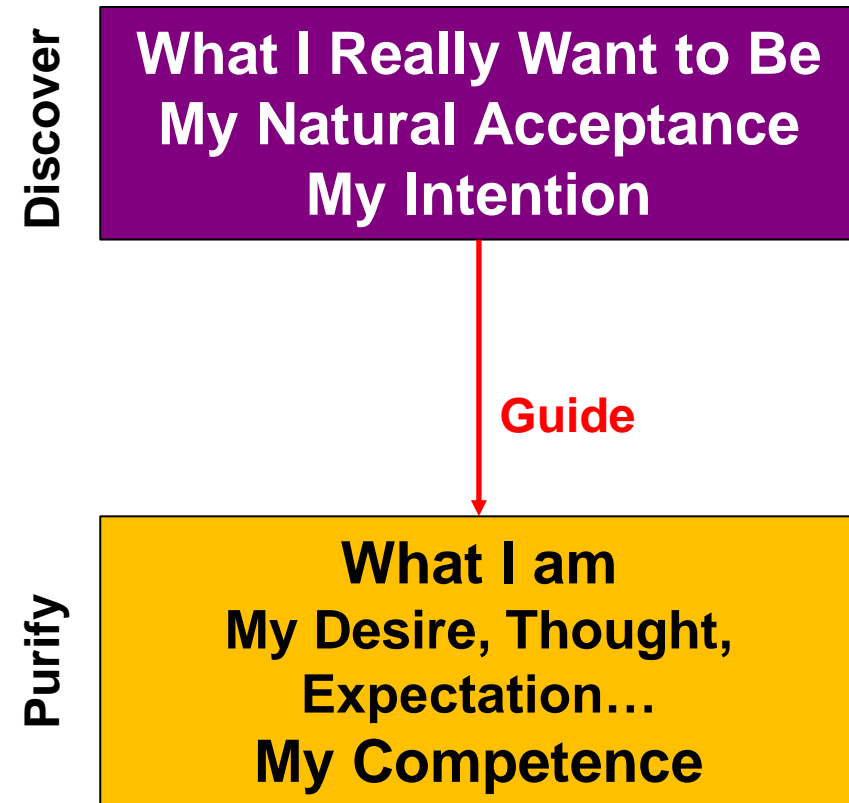 Discover
What I Really Want to Be
My Natural Acceptance
My Intention
Guide
Purify
What I am
My Desire, Thought,
Expectation…
My Competence